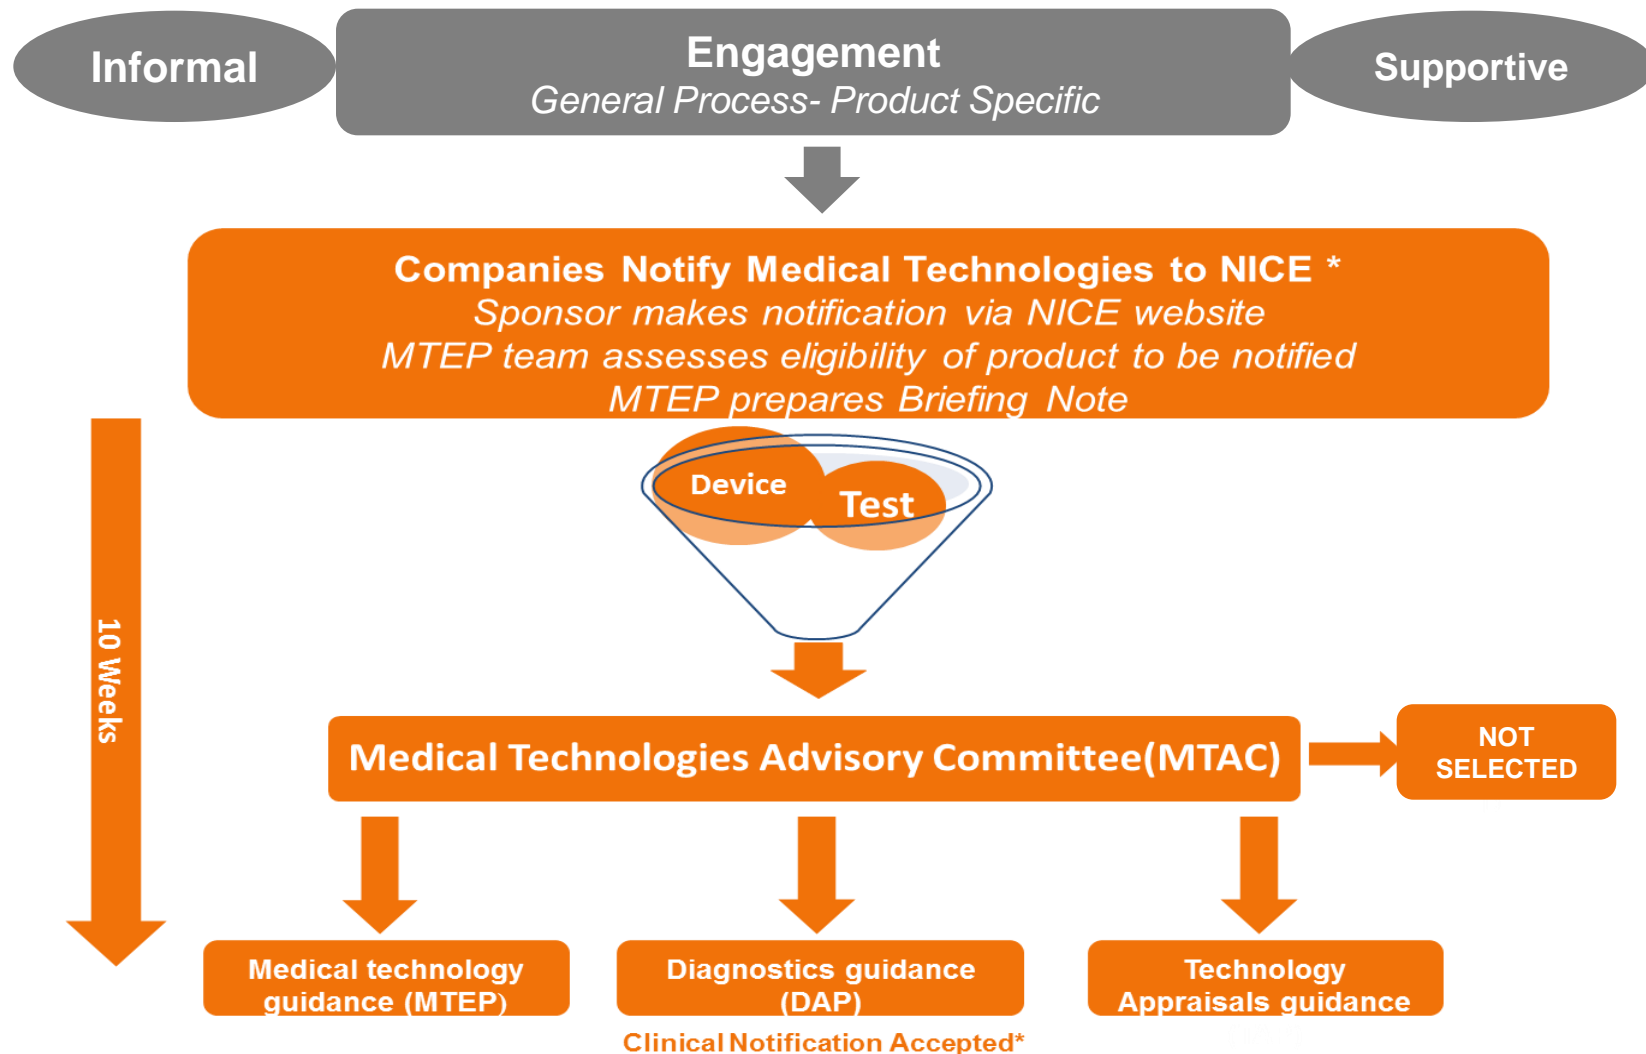 Informal
Engagement
General Process- Product Specific
Supportive
Companies Notify Medical Technologies to NICE *
Sponsor makes notification via NICE website
MTEP team assesses eligibility of product to be notified
MTEP prepares Briefing Note
Device
Test
10 Weeks
Medical Technologies Advisory Committee(MTAC)
NOT
SELECTED
Medical technology
guidance (MTEP)
Diagnostics guidance
(DAP)
Technology
Appraisals guidance
Clinical Notification Accepted*